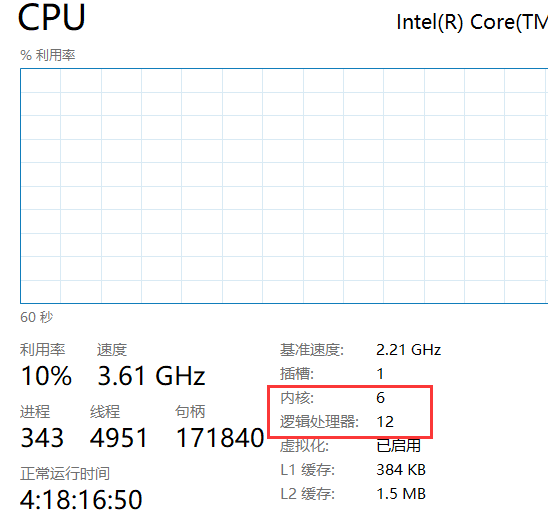 CPU
Intel(R) Core(TM
% 利用率
60 秒
利用率 速度
10% 3.61 GHz
进程 线程 句柄
343 4951 171840
正常运行时间
4:18:16:50
基准速度: 2.21 GHz
插槽: 1
内核: 6
逻辑处理器: 12
虚拟化: 已启用
L1 缓存: 384 KB
L2 缓存: 1.5 MB